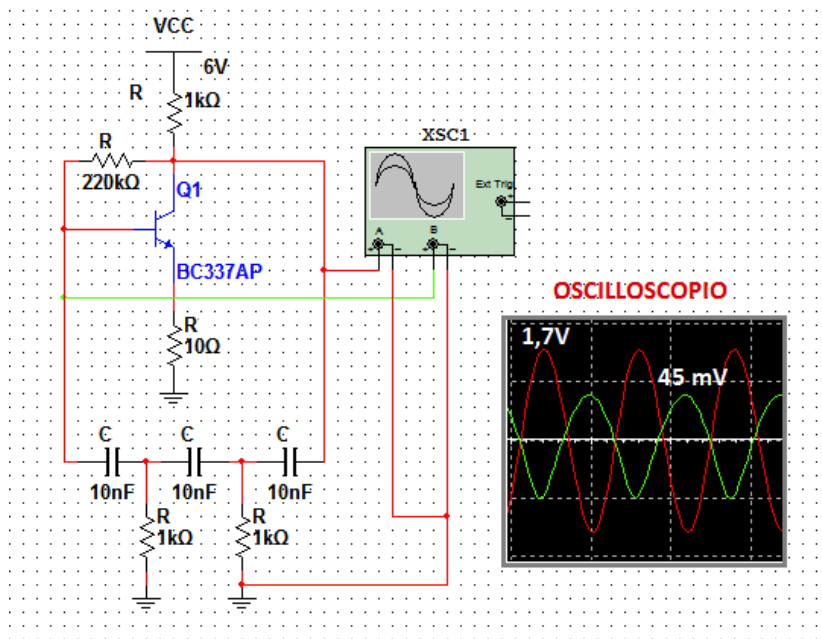 VCC
6V
R
1kΩ
R
220kΩ
Q1
BC337AP
R
10Ω
XSC1
Ext Trig
+
−
A
B
+ −
+ −
OSCILLOSCOPIO
1,7V
45 mV
C
C
C
10nF
10nF
10nF
R
1kΩ
R
1kΩ